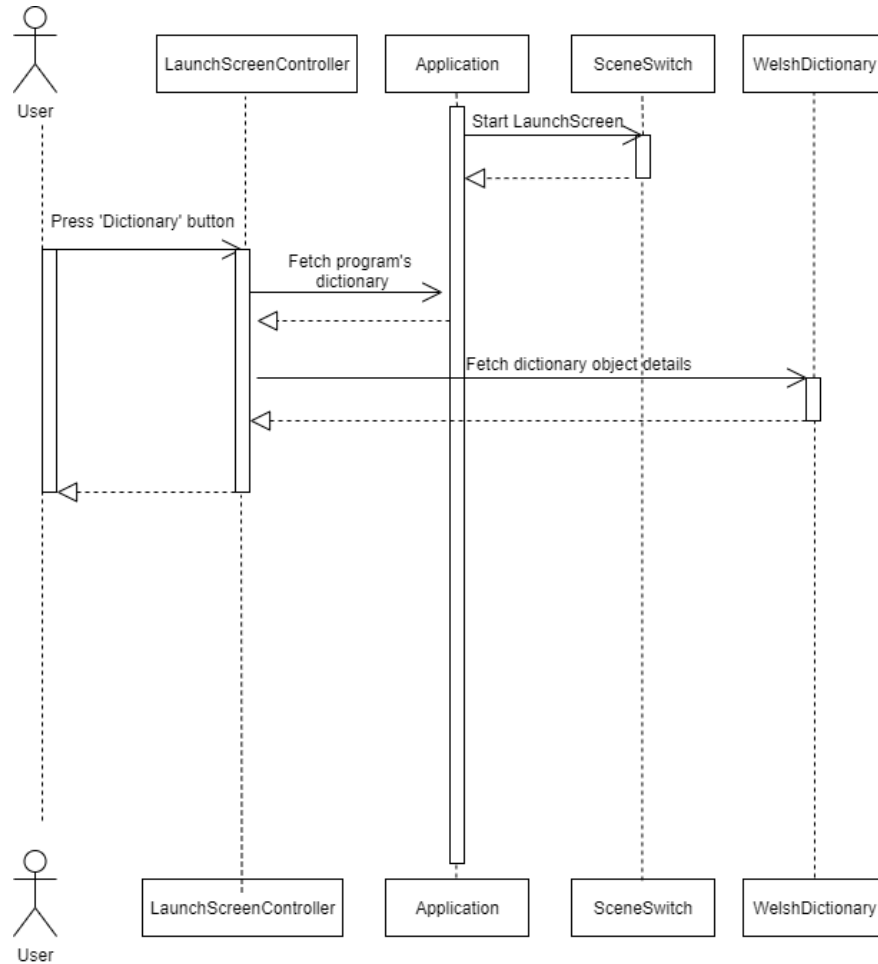 User
LaunchScreenController
Application
SceneSwitch
WelshDictionary
Start LaunchScreen
Press 'Dictionary' button
Fetch program's
dictionary
Fetch dictionary object details
User
LaunchScreenController
Application
SceneSwitch
WelshDictionary